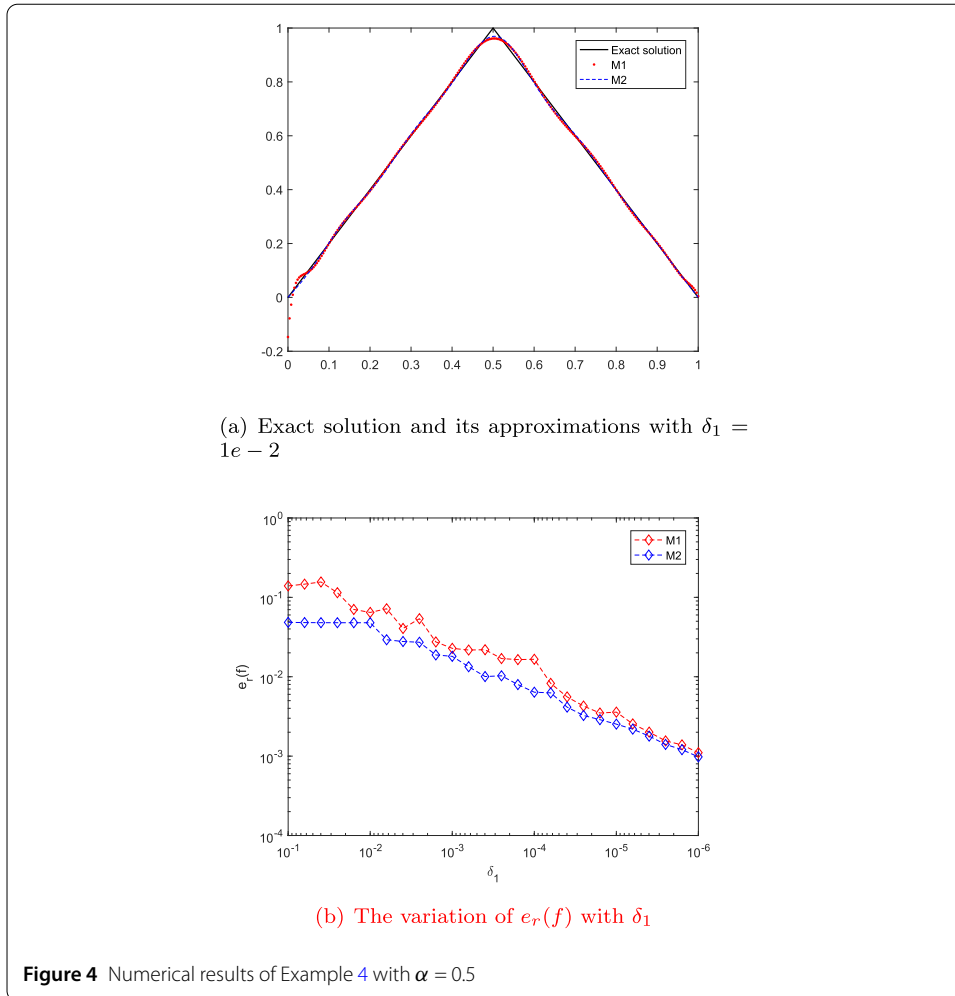 1
0.8
0.6
0.4
0.2
0
-0.2
0 0.1 0.2 0.3 0.4 0.5 0.6 0.7 0.8 0.9 1
Exact solution
M1
M2
(a) Exact solution and its approximations with δ₁ =
1e − 2
10⁰
10⁻¹
10⁻²
10⁻³
10⁻⁴
e_r(f)
M1
M2
10⁻¹ 10⁻² 10⁻³ 10⁻⁴ 10⁻⁵ 10⁻⁶
δ₁
(b) The variation of e_r(f) with δ₁
Figure 4 Numerical results of Example 4 with α = 0.5